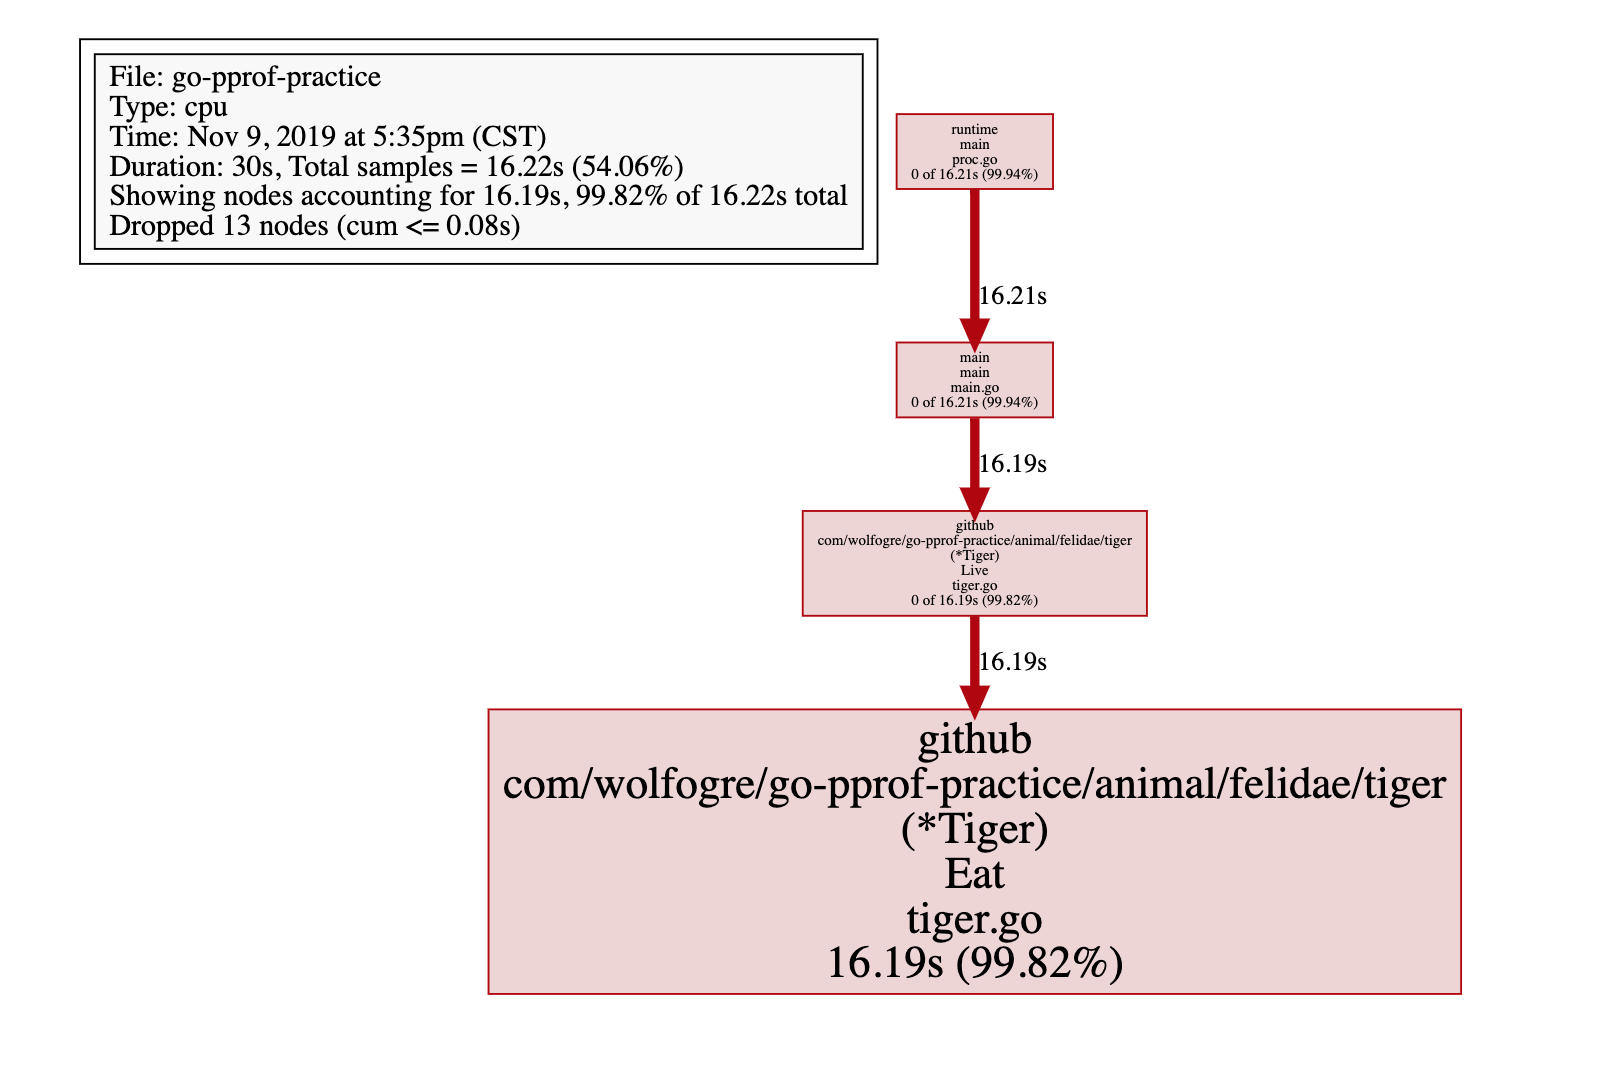 File: go-pprof-practice
Type: cpu
Time: Nov 9, 2019 at 5:35pm (CST)
Duration: 30s, Total samples = 16.22s (54.06%)
Showing nodes accounting for 16.19s, 99.82% of 16.22s total
Dropped 13 nodes (cum <= 0.08s)
runtime
main
proc.go
0 of 16.21s (99.94%)
16.21s
main
main
main.go
0 of 16.21s (99.94%)
16.19s
github
com/wolfogre/go-pprof-practice/animal/felidae/tiger
(*Tiger)
Live
tiger.go
0 of 16.19s (99.82%)
16.19s
github
com/wolfogre/go-pprof-practice/animal/felidae/tiger
(*Tiger)
Eat
tiger.go
16.19s (99.82%)